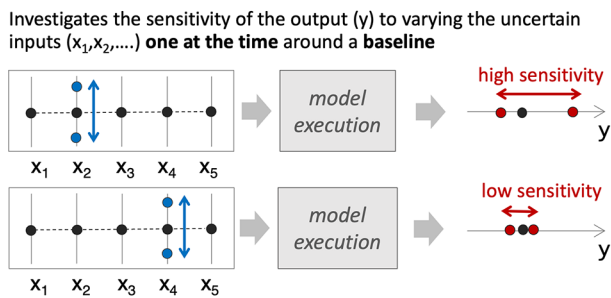 Investigates the sensitivity of the output (y) to varying the uncertain
inputs (x₁,x₂,....) one at the time around a baseline
high sensitivity
model
execution
y
x₁ x₂ x₃ x₄ x₅
low sensitivity
model
execution
y
x₁ x₂ x₃ x₄ x₅